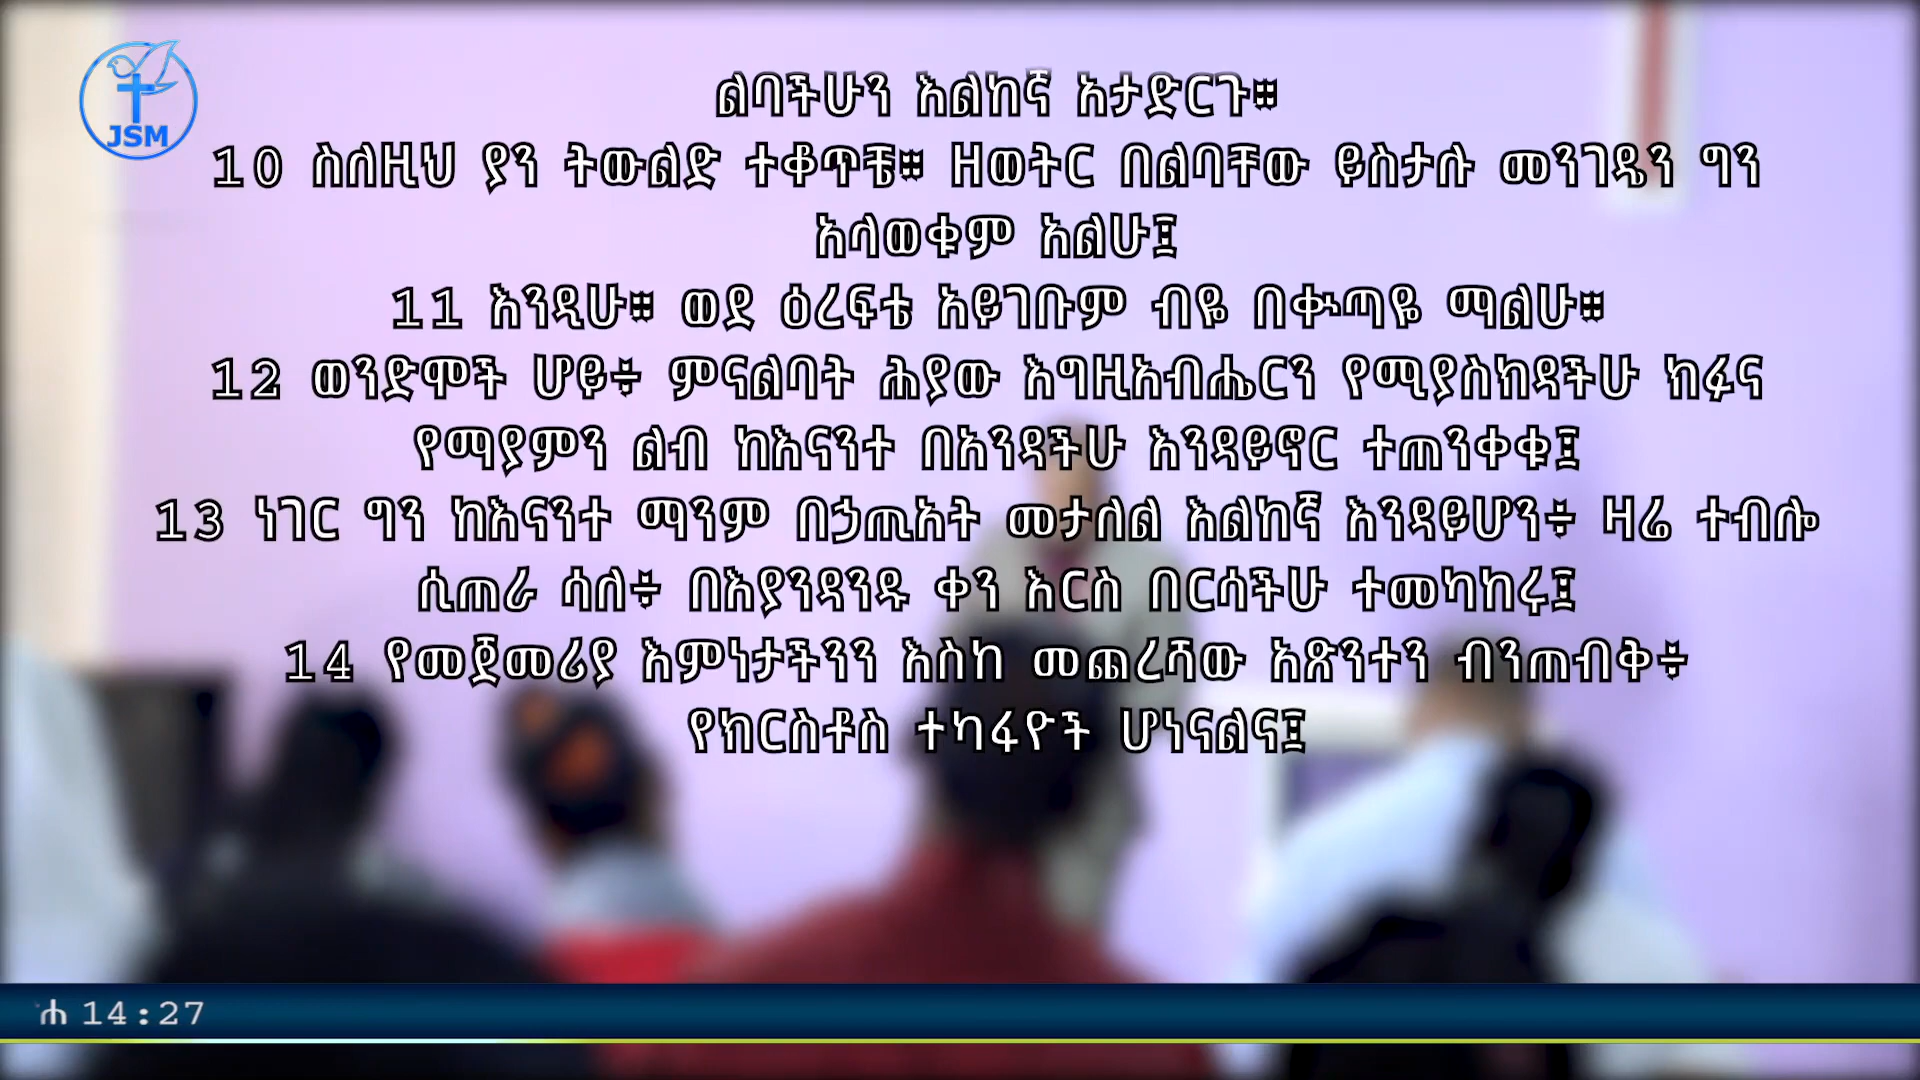 JSM
ልባችሁን እልከኛ አታድርጉ።
10 ስለዚህ ያን ትውልድ ተቆጥቼ። ዘወትር በልባቸው ይስታሉ መንገዴን ግን
አላወቁም አልሁ፤
11 እንዲሁ። ወደ ዕረፍቴ አይገቡም ብዬ በቍጣዬ ማልሁ።
12 ወንድሞች ሆይ፥ ምናልባት ሕያው እግዚአብሔርን የሚያስክዳችሁ ክፉና
የማያምን ልብ ከእናንተ በአንዳችሁ እንዳይኖር ተጠንቀቁ፤
13 ነገር ግን ከእናንተ ማንም በኃጢአት መታለል እልከኛ እንዳይሆን፥ ዛሬ ተብሎ
ሲጠራ ሳለ፥ በእያንዳንዱ ቀን እርስ በርሳችሁ ተመካከሩ፤
14 የመጀመሪያ እምነታችንን እስከ መጨረሻው አጽንተን ብንጠብቅ፥
የክርስቶስ ተካፋዮች ሆነናልና፤
14:27